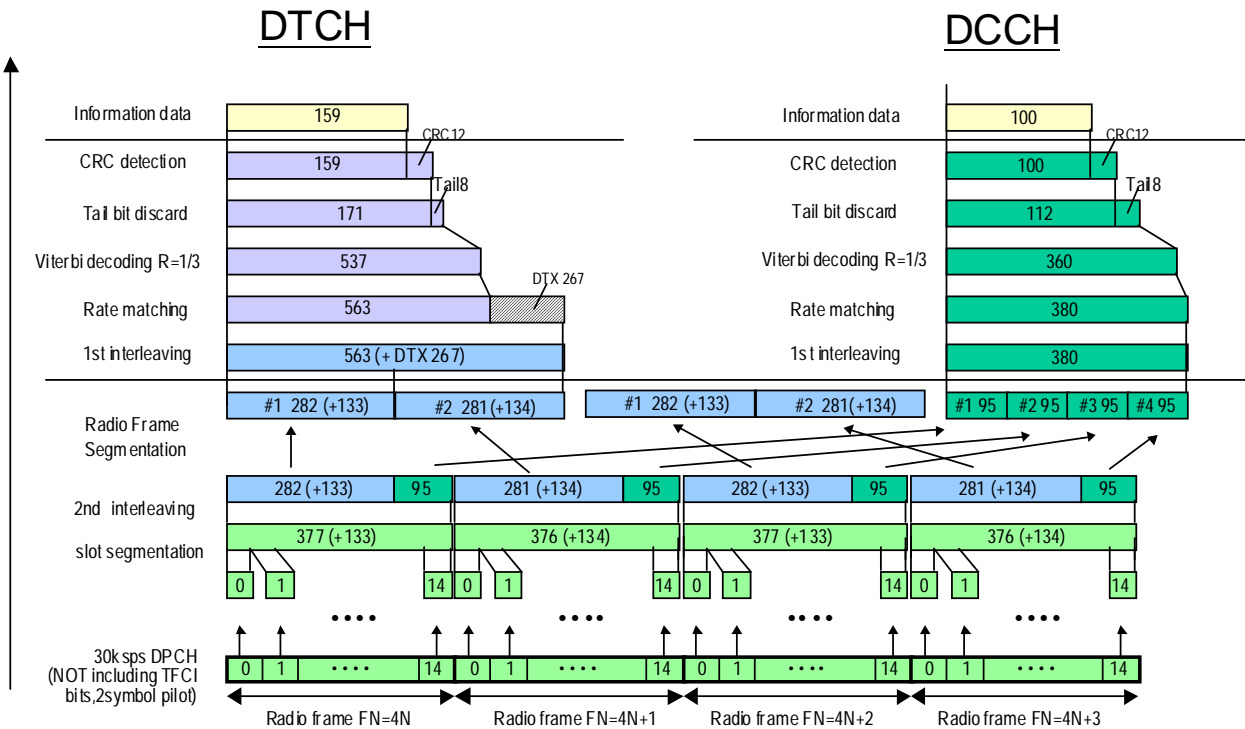 DTCH
DCCH
Information data
159
Information data
100
CRC12
CRC12
CRC detection
159
CRC detection
100
Tail8
Tail8
Tail bit discard
171
Tail bit discard
112
Viterbi decoding R=1/3
537
Viterbi decoding R=1/3
360
DTX 267
Rate matching
563
Rate matching
380
1st interleaving
563 (+ DTX 267)
1st interleaving
380
#1 282 (+133)
#2 281 (+134)
#1 282 (+133)
#2 281(+134)
#1 95
#2 95
#3 95
#4 95
Radio Frame
Segmentation
282 (+133)
95
281 (+134)
95
282 (+133)
95
281 (+134)
95
2nd interleaving
377 (+133)
376 (+134)
377 (+133)
376 (+134)
slot segmentation
0
1
14
0
1
14
0
1
14
0
1
14
• • • •
• • • •
• • • •
• • • •
30ksps DPCH
(NOT including TFCI
bits,2symbol pilot)
0
1
• • • •
14
0
1
• • • •
14
0
1
• • • •
14
0
1
• • • •
14
Radio frame FN=4N
Radio frame FN=4N+1
Radio frame FN=4N+2
Radio frame FN=4N+3